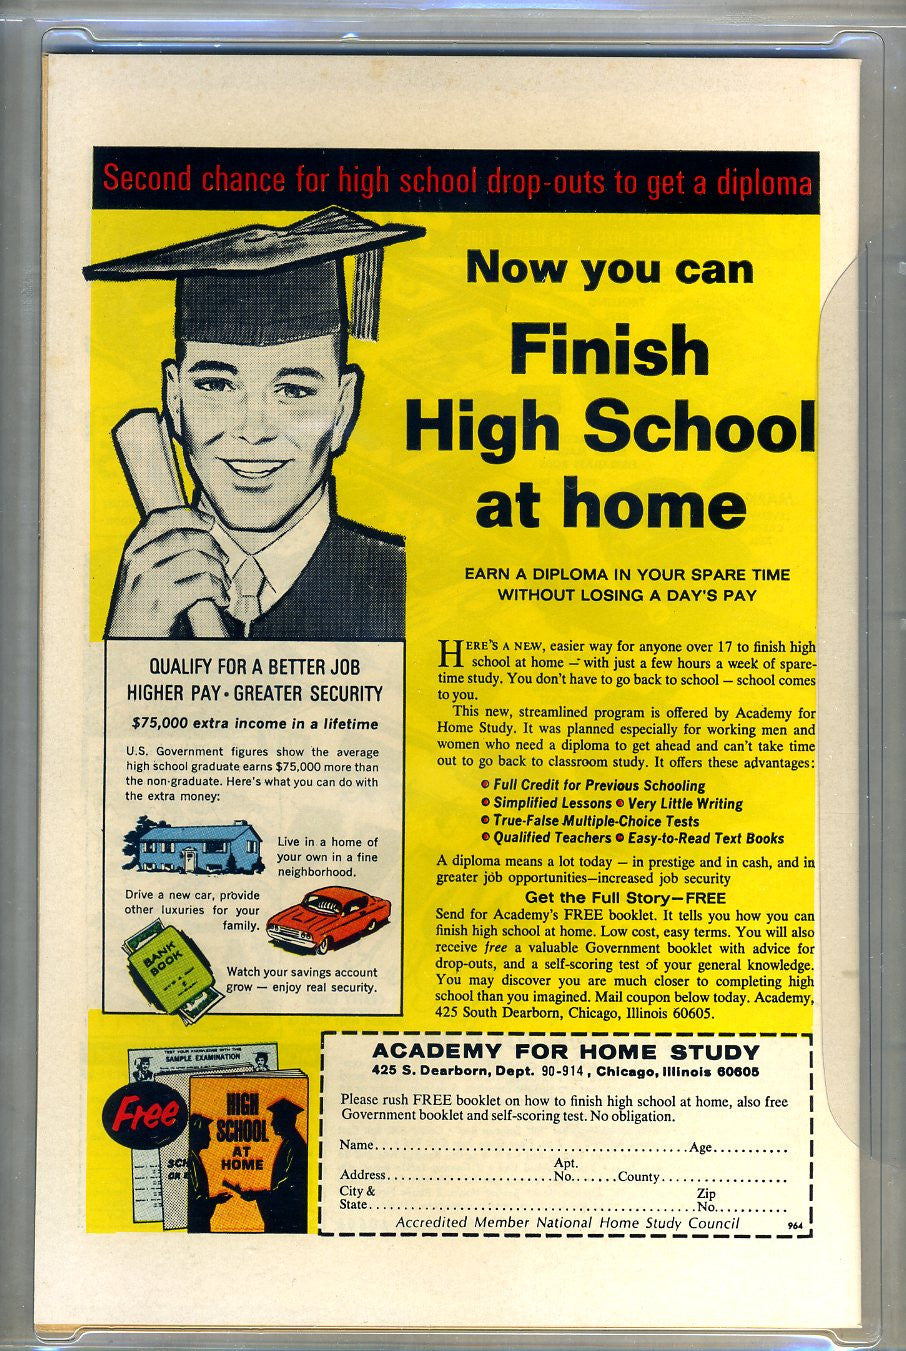 Second chance for high school drop-outs to get a diploma
Now you can
Finish
High School
at home
EARN A DIPLOMA IN YOUR SPARE TIME
WITHOUT LOSING A DAY'S PAY
HERE'S A NEW, easier way for anyone over 17 to finish high
school at home — with just a few hours a week of spare-
time study. You don't have to go back to school — school comes
to you.
This new, streamlined program is offered by Academy for
Home Study. It was planned especially for working men and
women who need a diploma to get ahead and can't take time
out to go back to classroom study. It offers these advantages:
• Full Credit for Previous Schooling
• Simplified Lessons • Very Little Writing
• True-False Multiple-Choice Tests
• Qualified Teachers • Easy-to-Read Text Books
A diploma means a lot today — in prestige and in cash, and in
greater job opportunities—increased job security
Get the Full Story—FREE
Send for Academy's FREE booklet. It tells you how you can
finish high school at home. Low cost, easy terms. You will also
receive free a valuable Government booklet with advice for
drop-outs, and a self-scoring test of your general knowledge.
You may discover you are much closer to completing high
school than you imagined. Mail coupon below today. Academy,
425 South Dearborn, Chicago, Illinois 60605.
QUALIFY FOR A BETTER JOB
HIGHER PAY • GREATER SECURITY
$75,000 extra income in a lifetime
U.S. Government figures show the average
high school graduate earns $75,000 more than
the non-graduate. Here's what you can do with
the extra money:
Live in a home of
your own in a fine
neighborhood.
Drive a new car, provide
other luxuries for your
family.
BANK
BOOK
Watch your savings account
grow — enjoy real security.
TEST YOUR KNOWLEDGE WITH THIS
SAMPLE EXAMINATION
Free
HIGH
SCHOOL
AT
HOME
ACADEMY FOR HOME STUDY
425 S. Dearborn, Dept. 90-914, Chicago, Illinois 60605
Please rush FREE booklet on how to finish high school at home, also free
Government booklet and self-scoring test. No obligation.
Name..........Age..........
Apt.
Address..........No......County..........
City & Zip
State..........No..........
Accredited Member National Home Study Council 964